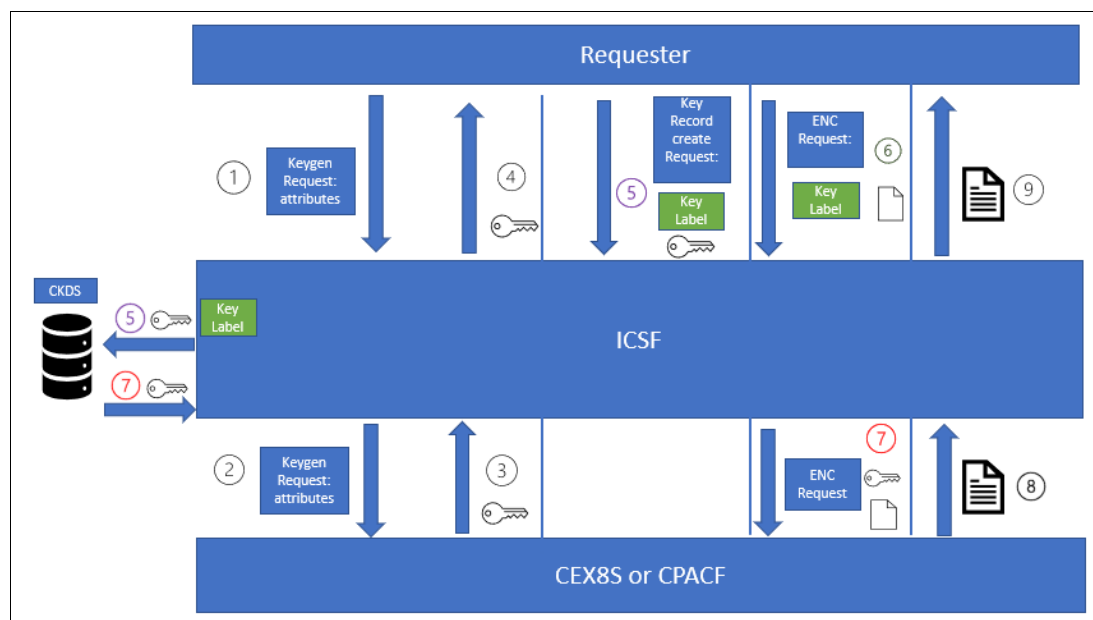 Requester
1
Keygen
Request:
attributes
4
5
Key
Record
create
Request:
Key
Label
ENC
Request:
Key
Label
6
9
CKDS
5
Key
Label
7
ICSF
2
Keygen
Request:
attributes
3
7
ENC
Request
8
CEX8S or CPACF